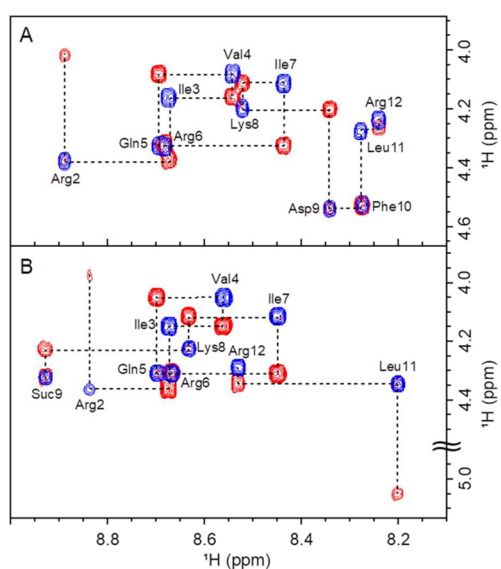 A
4.0
Val4
Ile3
Ile7
Lys8
4.2
Arg12
Gln5
Arg6
Leu11
Arg2
4.4
Asp9
Phe10
4.6
¹H (ppm)
B
4.0
Val4
Ile3
Ile7
4.2
Lys8
Gln5
Arg12
Arg6
Leu11
Suc9
Arg2
4.4
5.0
¹H (ppm)
8.8 8.6 8.4 8.2
¹H (ppm)